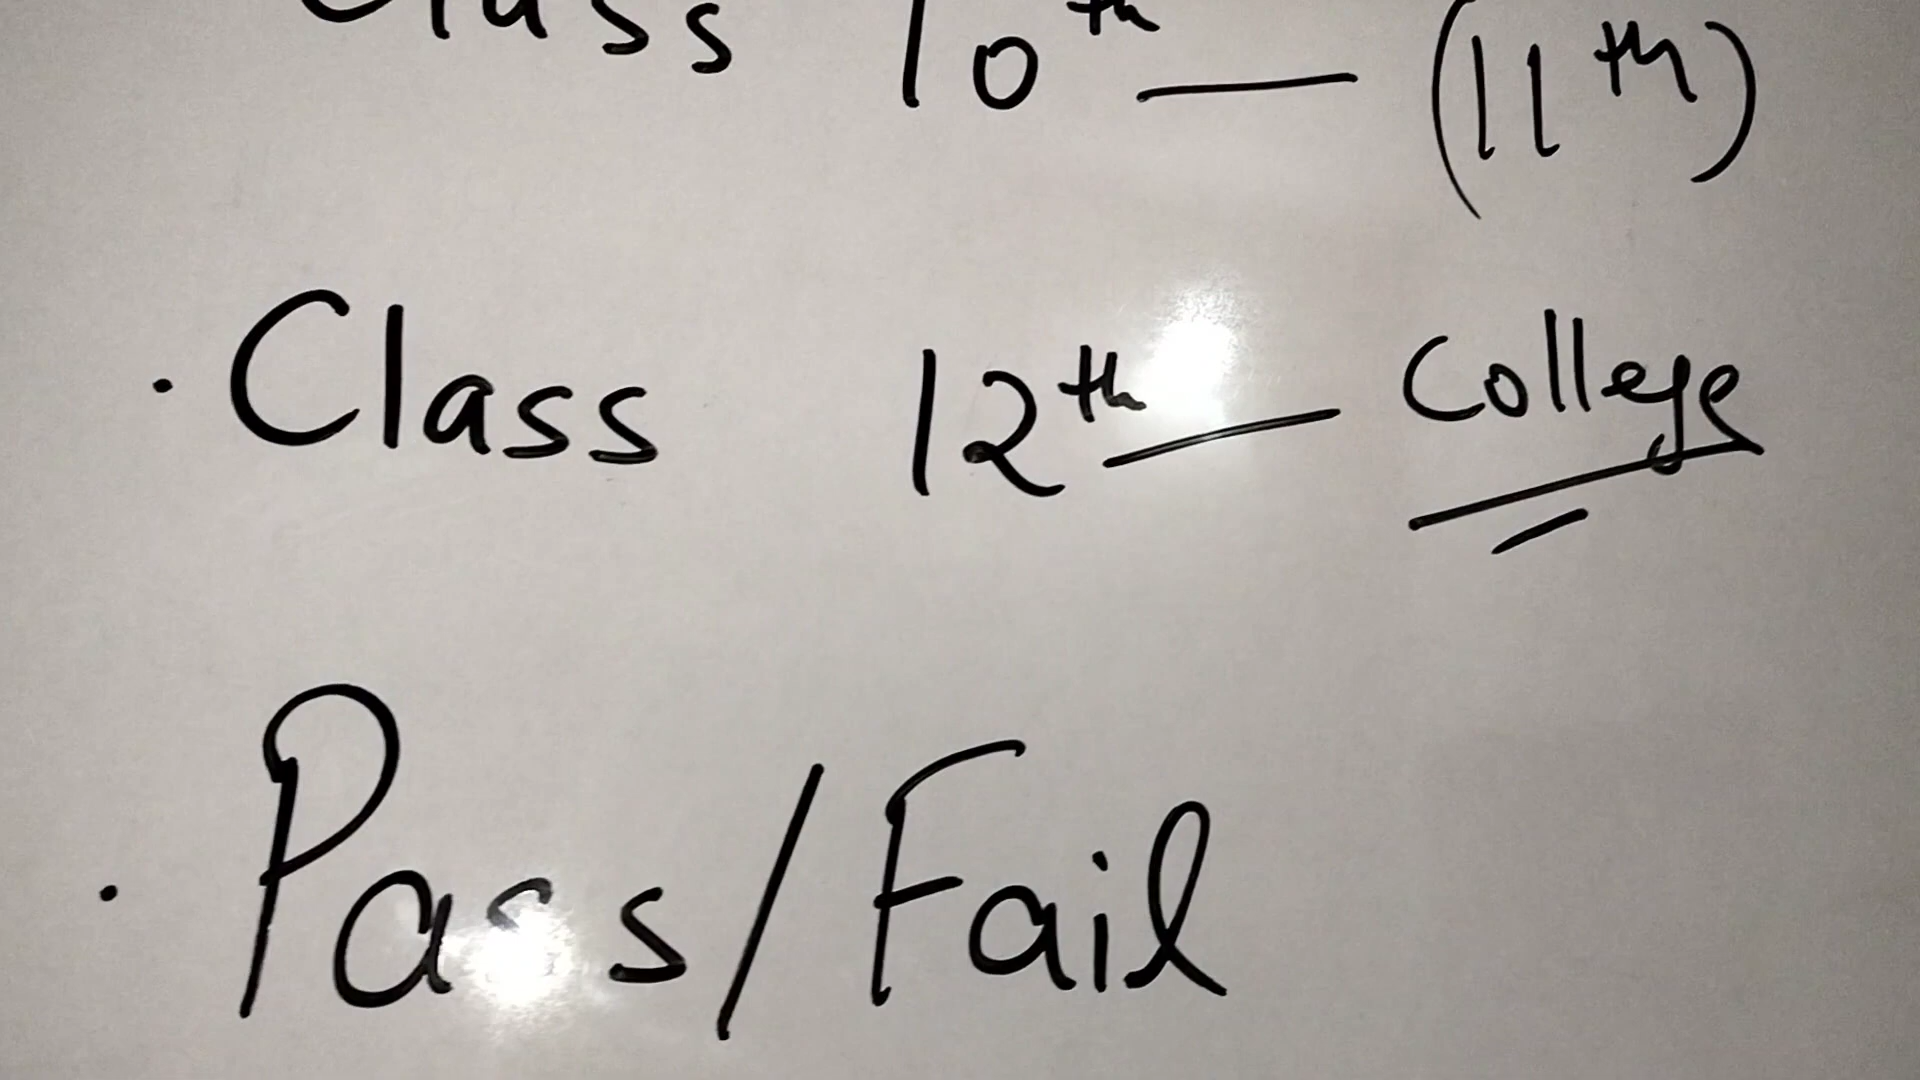 Class 10th — (11th)
· Class 12th — College
· Pass/Fail